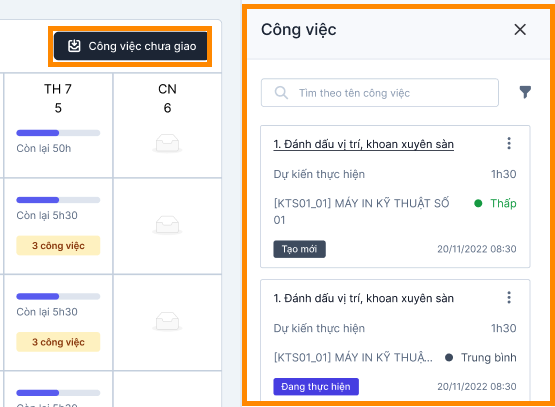 Công việc chưa giao
TH 7
CN
5
6
Còn lại 50h
Còn lại 5h30
3 công việc
Còn lại 5h30
3 công việc
Còn lại 5h30
Công việc
Tìm theo tên công việc
1. Đánh dấu vị trí, khoan xuyên sàn
Dự kiến thực hiện
1h30
[KTS01_01] MÁY IN KỸ THUẬT SỐ
01
Thấp
Tạo mới
20/11/2022 08:30
1. Đánh dấu vị trí, khoan xuyên sàn
Dự kiến thực hiện
1h30
[KTS01_01] MÁY IN KỸ THUẬ...
Trung bình
Đang thực hiện
20/11/2022 08:30